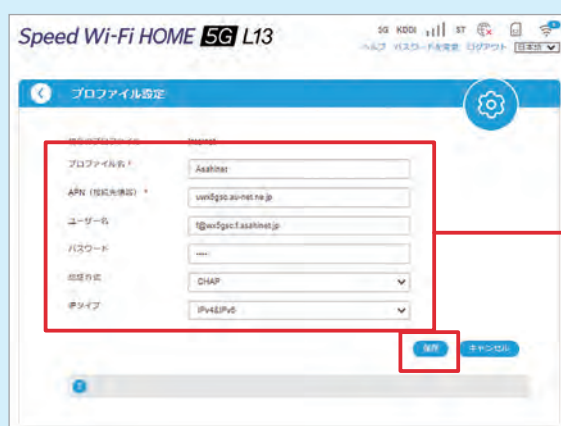 Speed Wi-Fi HOME 5G L13
5G KDDI ST
ヘルプ パスワードを変更 ログアウト 日本語
プロファイル設定
プロファイル名 *
Asahinet
APN（接続先情報） *
uwx5gsc.au-net.ne.jp
ユーザー名
f@wx5gsc.f.asahinet.jp
パスワード
····
認証方式
CHAP
IPタイプ
IPv4&IPv6
保存 キャンセル